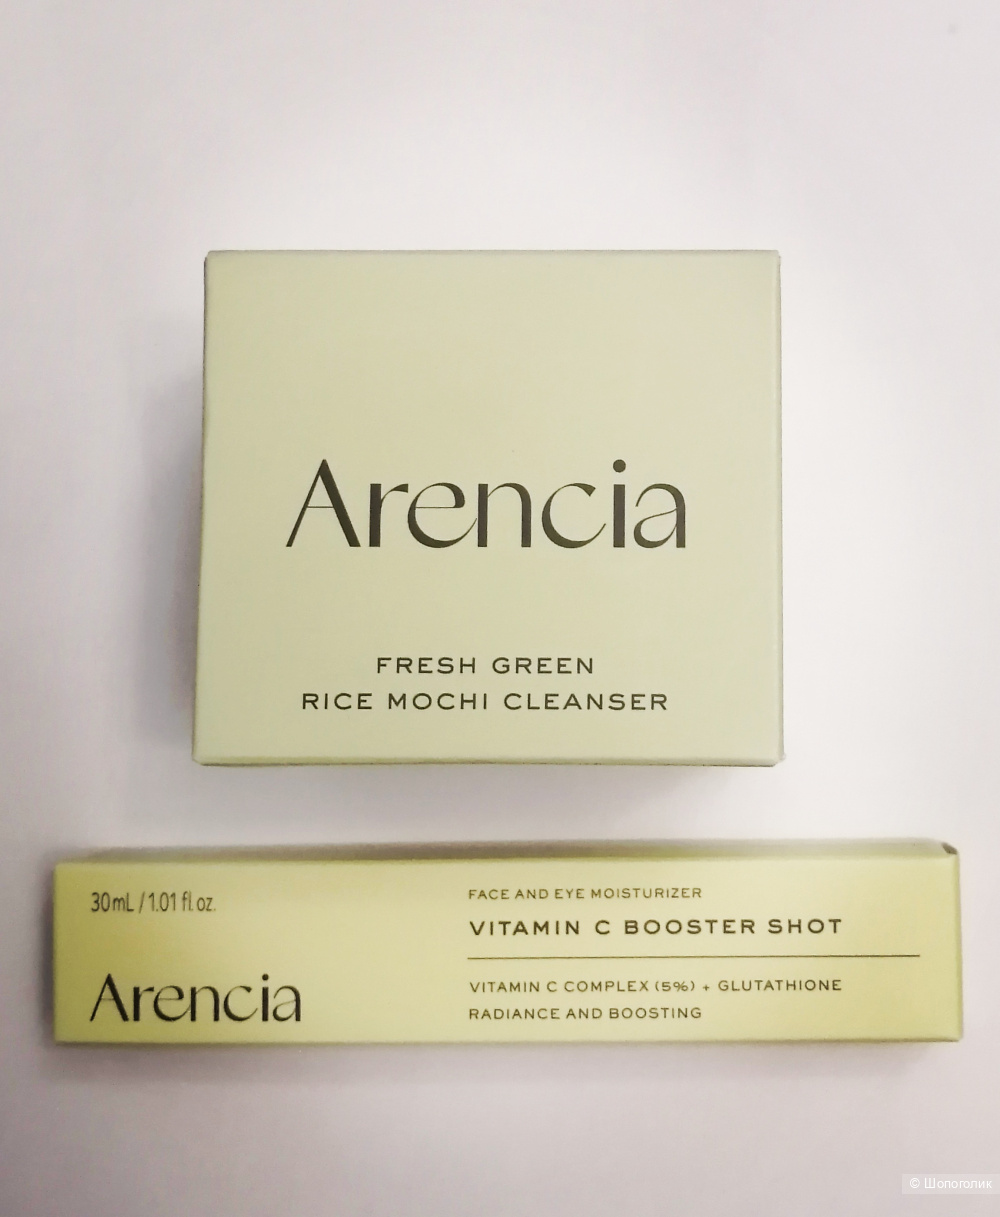 Arencia
FRESH GREEN
RICE MOCHI CLEANSER
30mL / 1.01 fl.oz.
Arencia
FACE AND EYE MOISTURIZER
VITAMIN C BOOSTER SHOT
VITAMIN C COMPLEX (5%) + GLUTATHIONE
RADIANCE AND BOOSTING
© Шопоголик